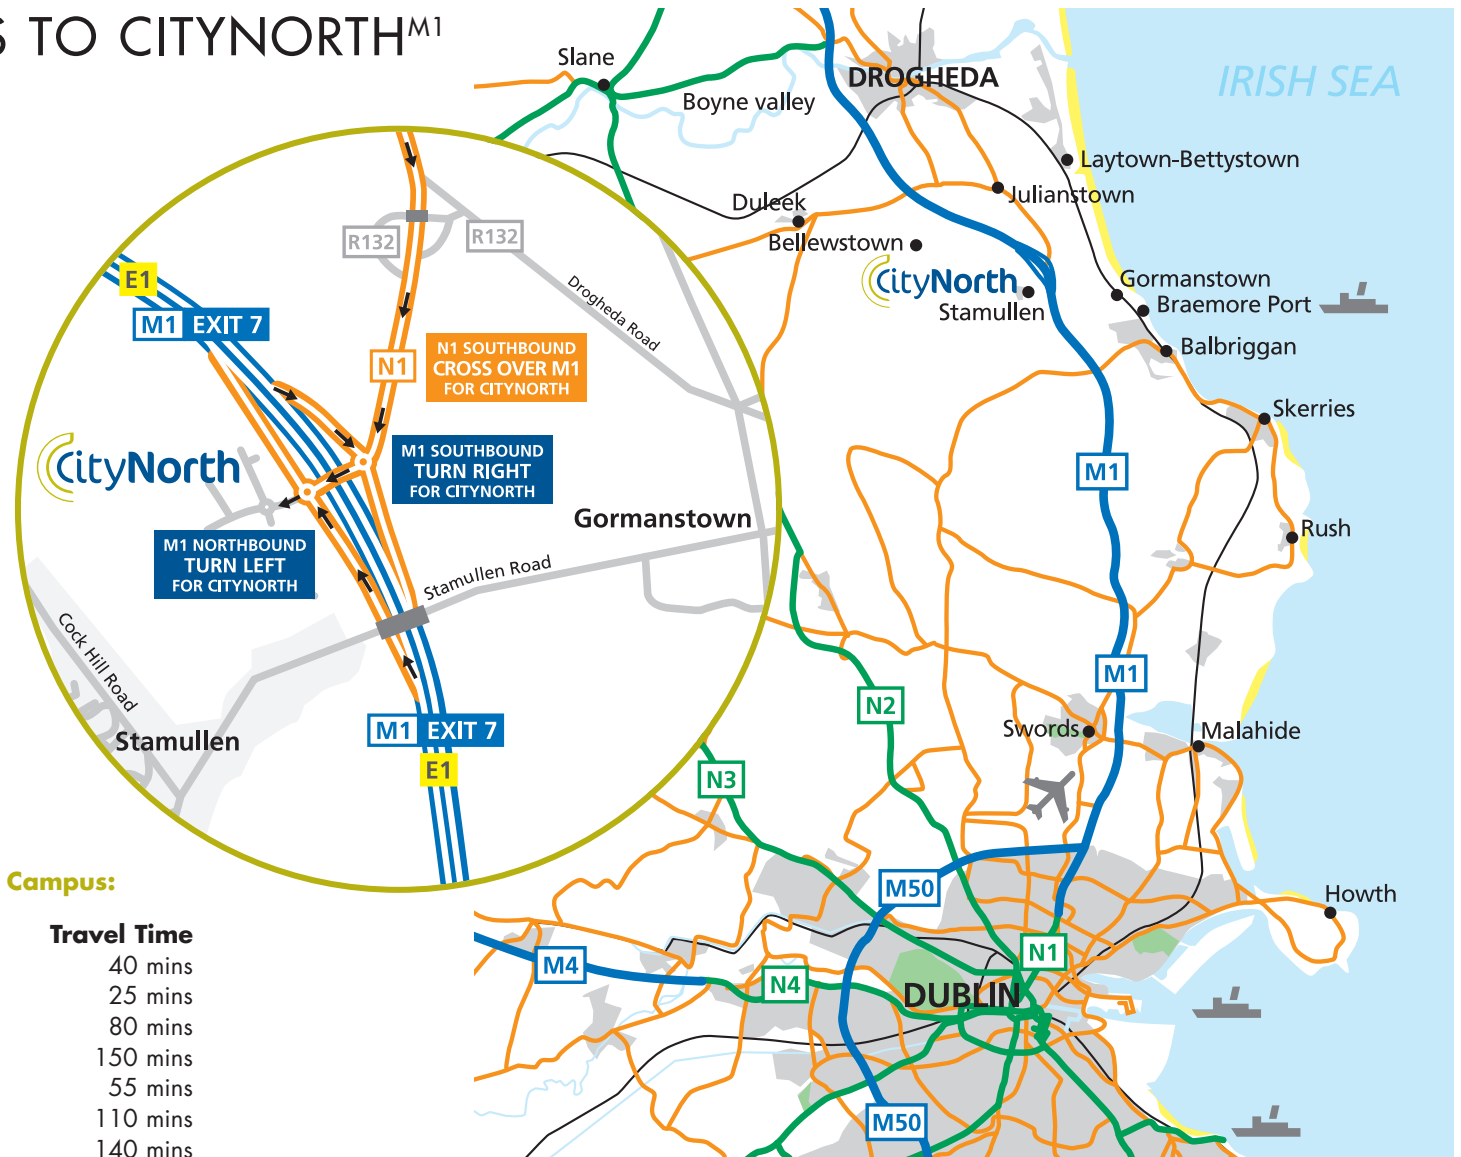 S TO CITYNORTH M1
Slane
DROGHEDA
IRISH SEA
Boyne valley
Laytown-Bettystown
Julianstown
Duleek
Bellewstown
CityNorth
Stamullen
Gormanstown
Braemore Port
Balbriggan
Skerries
M1
Rush
M1
N2
Swords
Malahide
N3
M50
Howth
N1
M4
N4
DUBLIN
M50
R132
R132
E1
M1 EXIT 7
Drogheda Road
N1
N1 SOUTHBOUND
CROSS OVER M1
FOR CITYNORTH
CityNorth
M1 SOUTHBOUND
TURN RIGHT
FOR CITYNORTH
Gormanstown
M1 NORTHBOUND
TURN LEFT
FOR CITYNORTH
Stamullen Road
Cock Hill Road
Stamullen
M1 EXIT 7
E1
Campus:
Travel Time
40 mins
25 mins
80 mins
150 mins
55 mins
110 mins
140 mins